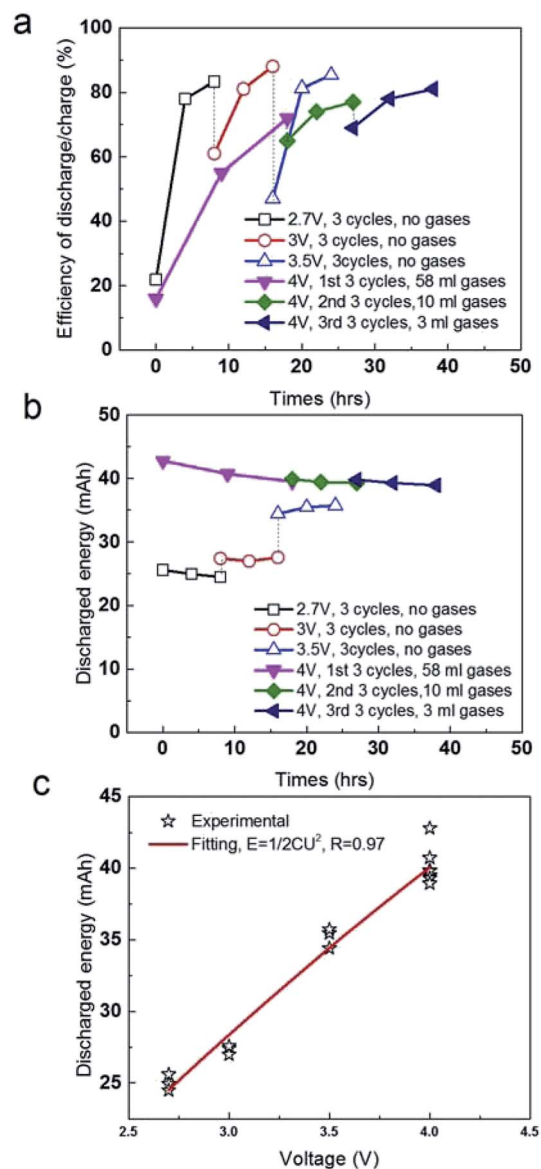 a
Efficiency of discharge/charge (%)
100
80
60
40
20
0
2.7V, 3 cycles, no gases
3V, 3 cycles, no gases
3.5V, 3cycles, no gases
4V, 1st 3 cycles, 58 ml gases
4V, 2nd 3 cycles,10 ml gases
4V, 3rd 3 cycles, 3 ml gases
0 10 20 30 40 50
Times (hrs)
b
Discharged energy (mAh)
50
40
30
20
10
0
2.7V, 3 cycles, no gases
3V, 3 cycles, no gases
3.5V, 3cycles, no gases
4V, 1st 3 cycles, 58 ml gases
4V, 2nd 3 cycles,10 ml gases
4V, 3rd 3 cycles, 3 ml gases
0 10 20 30 40 50
Times (hrs)
c
Discharged energy (mAh)
45
40
35
30
25
Experimental
Fitting, E=1/2CU², R=0.97
2.5 3.0 3.5 4.0 4.5
Voltage (V)